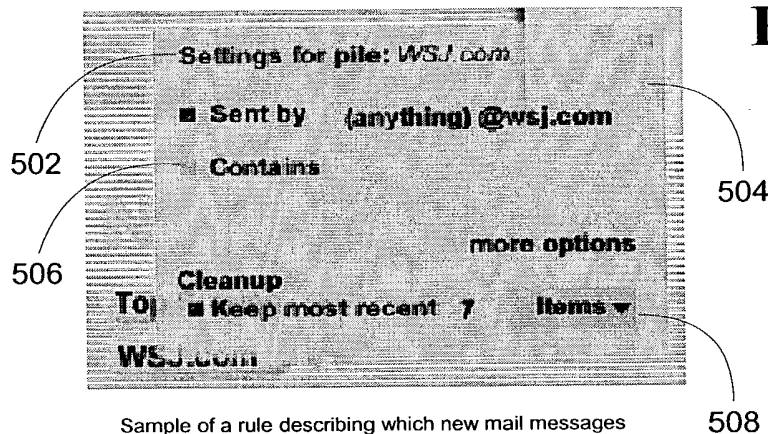 Settings for pile: WSJ.com
Sent by (anything) @wsj.com
502
Contains
504
506
more options
Cleanup
Keep most recent 7 Items
WSJ.com
Sample of a rule describing which new mail messages
508